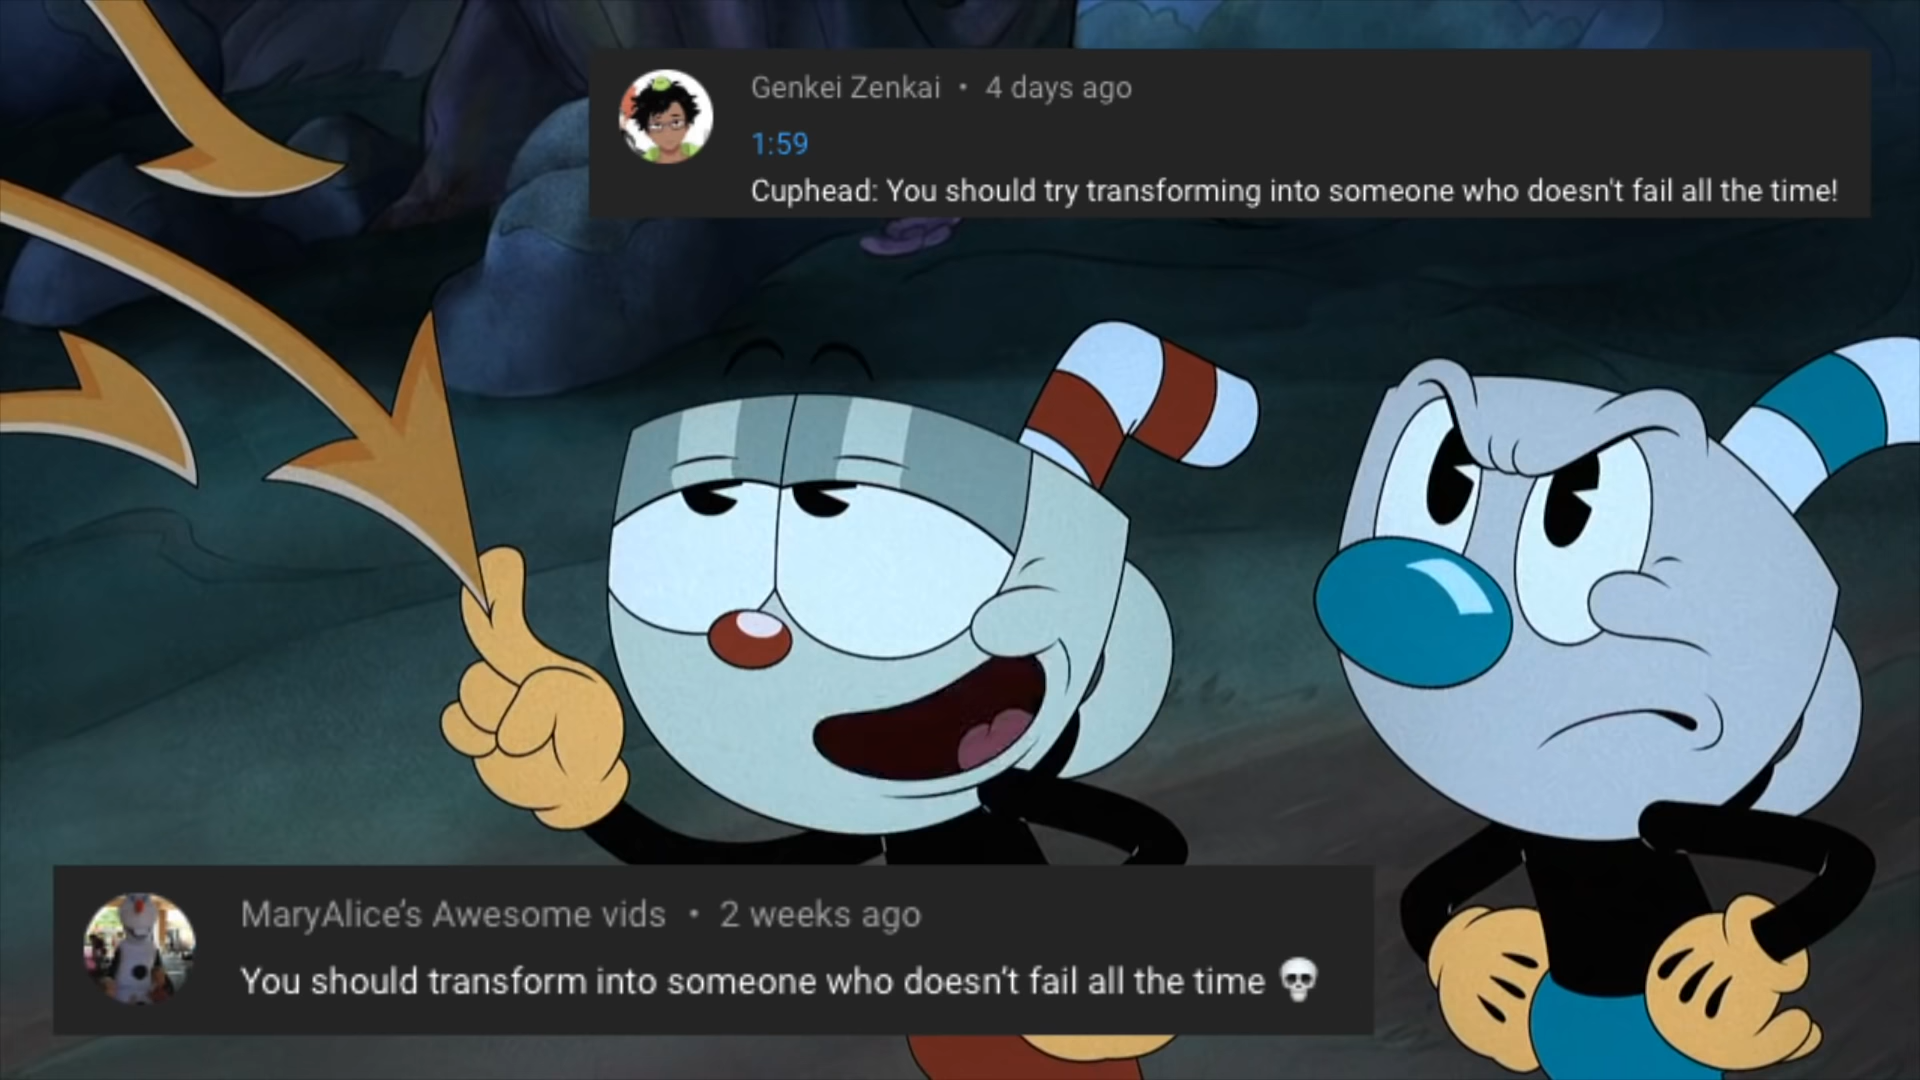 Genkei Zenkai • 4 days ago
1:59
Cuphead: You should try transforming into someone who doesn't fail all the time!
MaryAlice's Awesome vids • 2 weeks ago
You should transform into someone who doesn't fail all the time 💀